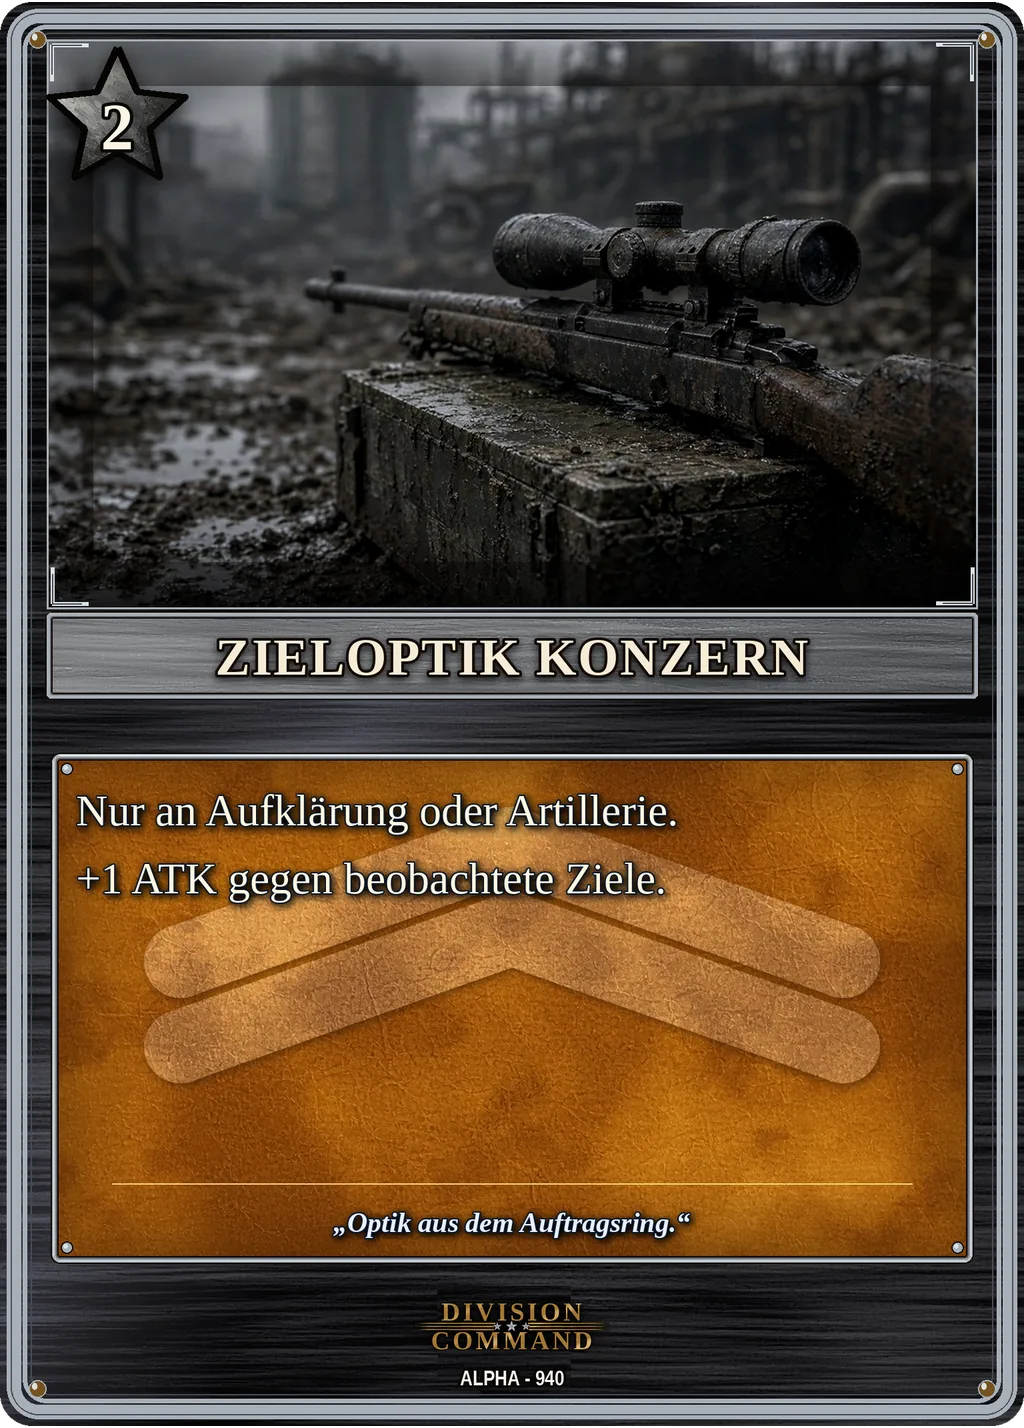 2
ZIELOPTIK KONZERN
Nur an Aufklärung oder Artillerie.
+1 ATK gegen beobachtete Ziele.
„Optik aus dem Auftragsring.“
DIVISION
COMMAND
ALPHA - 940